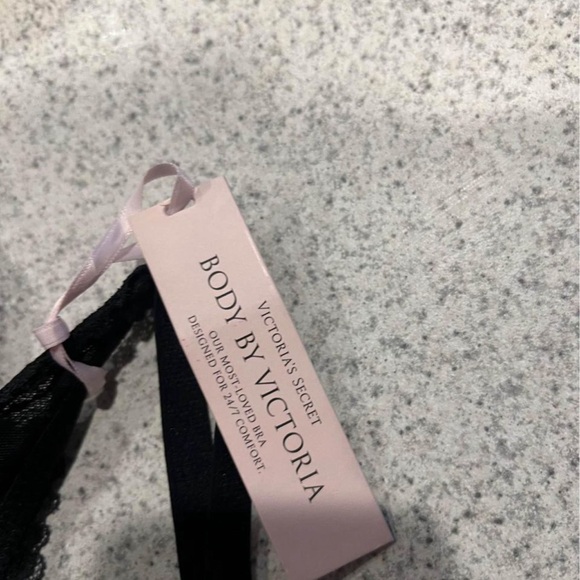 VICTORIA'S SECRET
BODY BY VICTORIA
OUR MOST-LOVED BRA
DESIGNED FOR 24/7 COMFORT.